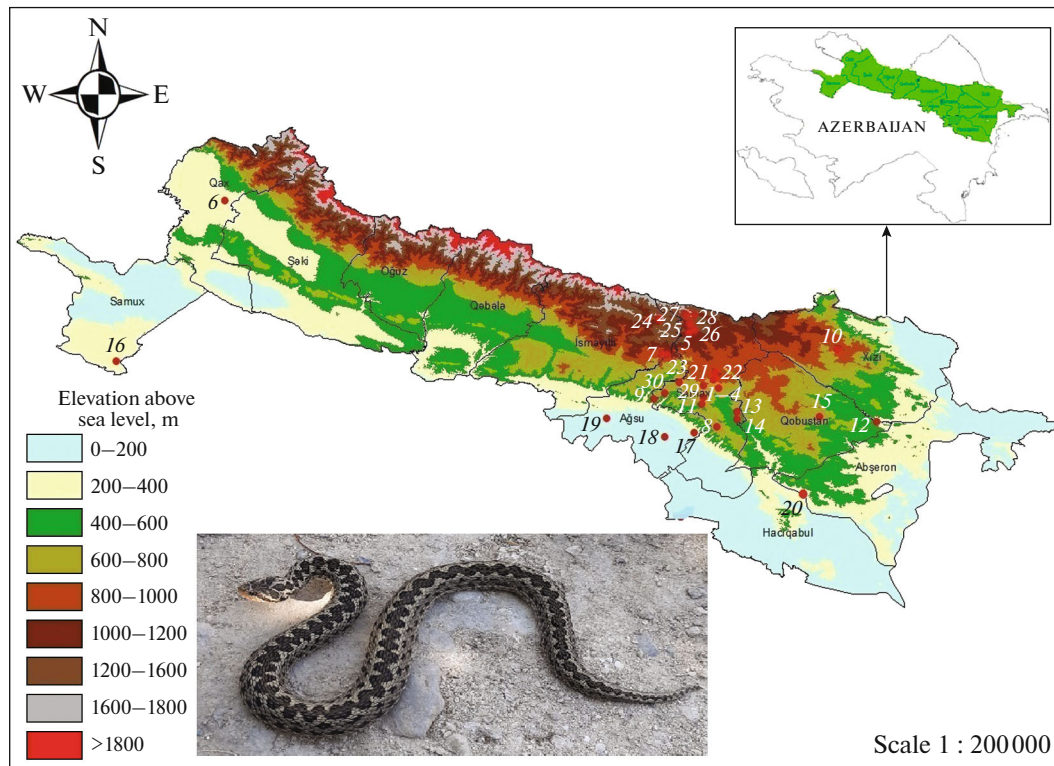 N
W E
S
AZERBAIJAN
Qax
6
Şəki
Oğuz
Samux
Qəbələ
16
İsmayıllı
24 27 28
25 26
5
7
10
Xızı
23 21 22
30 29
9 11 1–4
13
14
15
8
Qobustan
12
Ağsu
19
18
17
Abşeron
20
Hacıqabul
Elevation above
sea level, m
0–200
200–400
400–600
600–800
800–1000
1000–1200
1200–1600
1600–1800
>1800
Scale 1 : 200 000